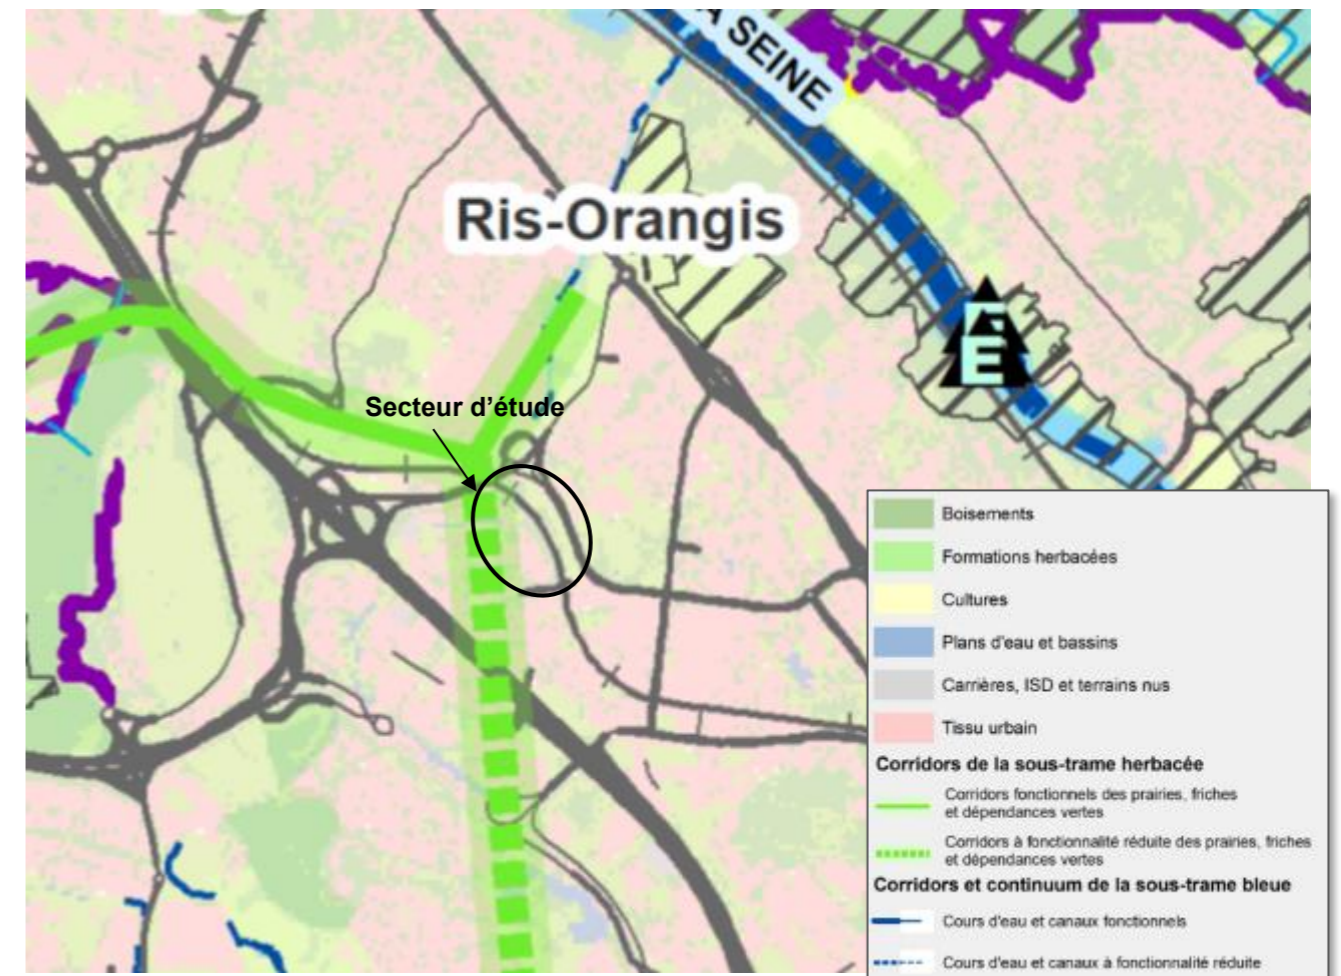 LA SEINE
Ris-Orangis
E
E
Secteur d'étude
Boisements
Formations herbacées
Cultures
Plans d'eau et bassins
Carrières, ISD et terrains nus
Tissu urbain
Corridors de la sous-trame herbacée
Corridors fonctionnels des prairies, friches
et dépendances vertes
Corridors à fonctionnalité réduite des prairies, friches
et dépendances vertes
Corridors et continuum de la sous-trame bleue
Cours d'eau et canaux fonctionnels
Cours d'eau et canaux à fonctionnalité réduite